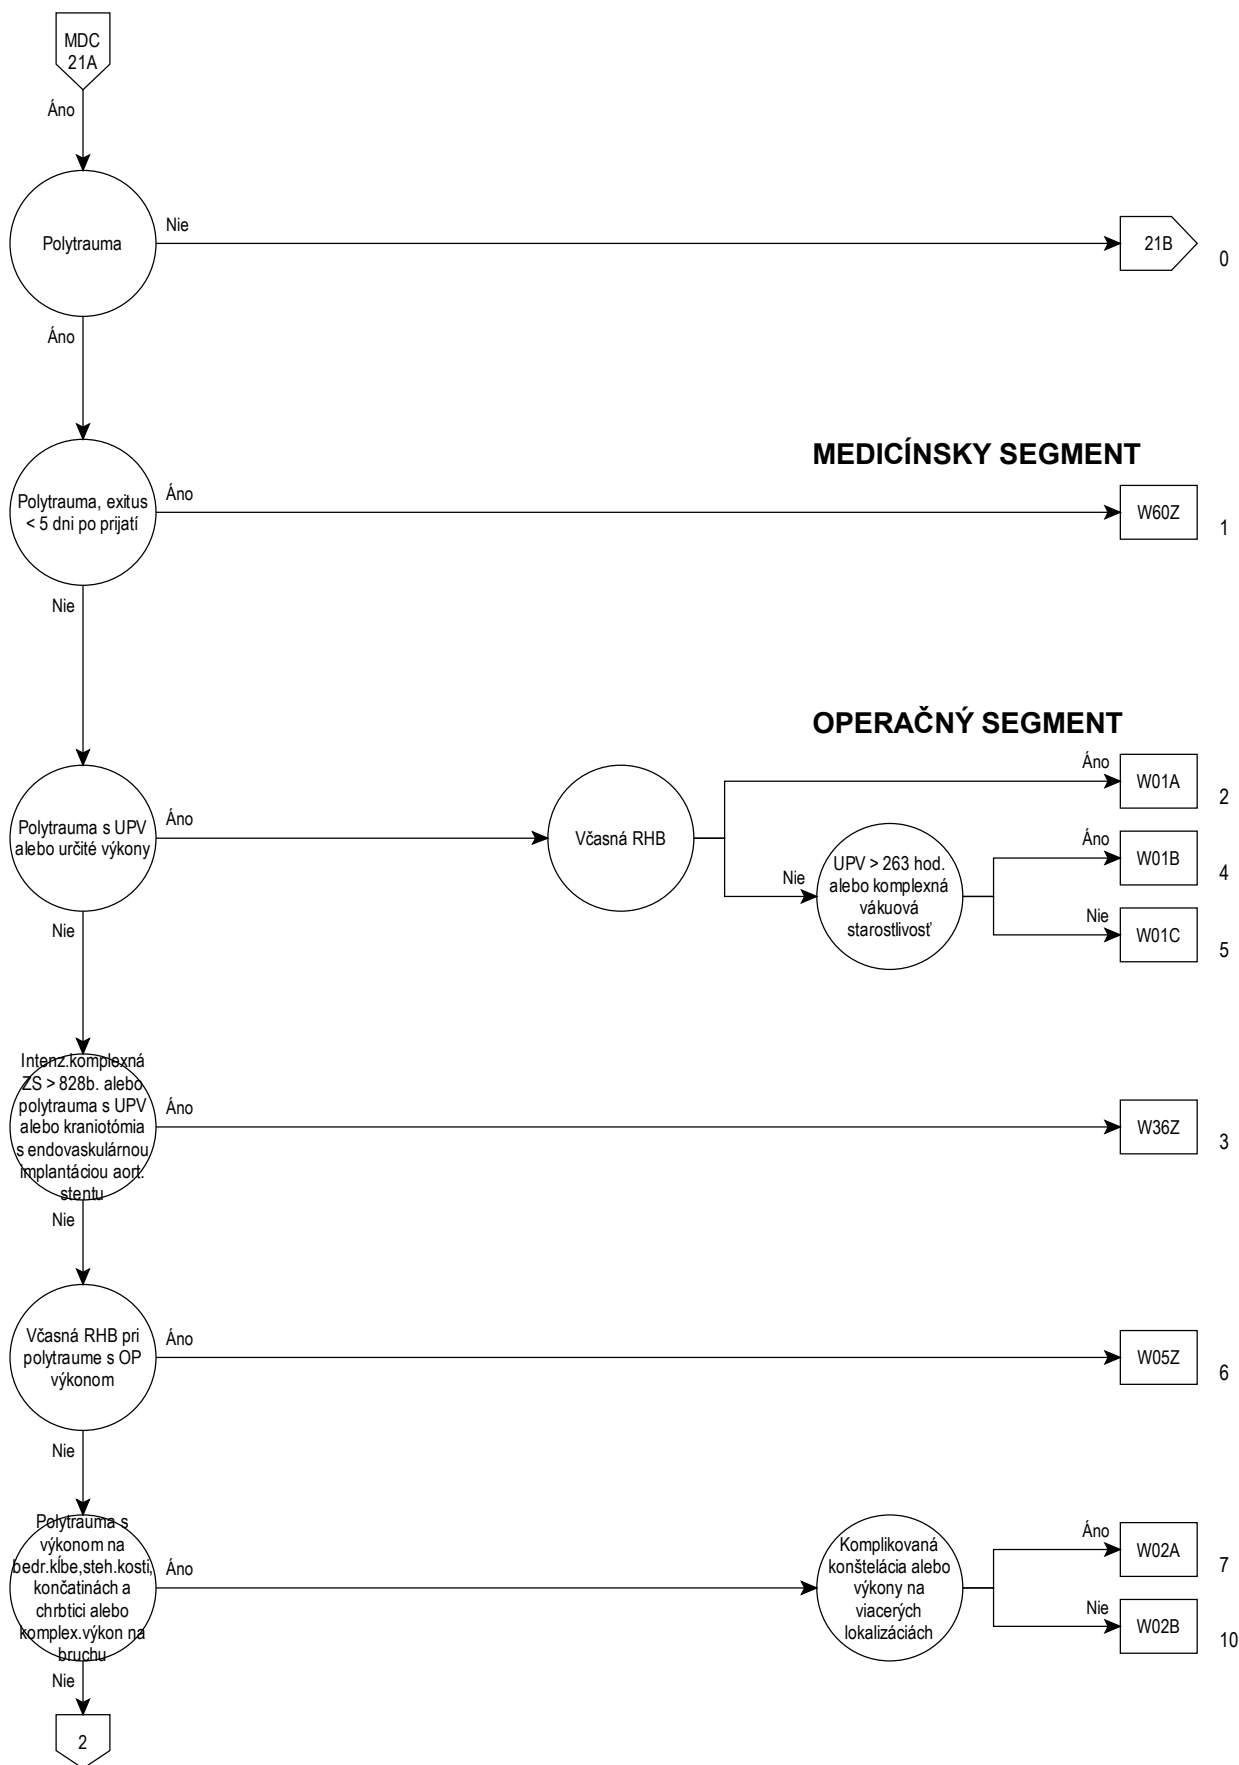 MDC
21A
Áno
Polytrauma
Nie
21B
0
Áno
MEDICÍNSKY SEGMENT
Polytrauma, exitus
< 5 dni po prijatí
Áno
W60Z
1
Nie
OPERAČNÝ SEGMENT
Polytrauma s UPV
alebo určité výkony
Áno
Včasná RHB
Áno
W01A
2
Nie
UPV > 263 hod.
alebo komplexná
vákuová
starostlivosť
Áno
W01B
4
Nie
W01C
5
Nie
Intenz.komplexná
ZS > 828b. alebo
polytrauma s UPV
alebo kraniotómia
s endovaskulárnou
implantáciou aort.
stentu
Áno
W36Z
3
Nie
Včasná RHB pri
polytraume s OP
výkonom
Áno
W05Z
6
Nie
Polytrauma s
výkonom na
bedr.kĺbe,steh.kosti,
končatinách a
chrbtici alebo
komplex.výkon na
bruchu
Áno
Komplikovaná
konštelácia alebo
výkony na
viacerých
lokalizáciách
Áno
W02A
7
Nie
W02B
10
Nie
2